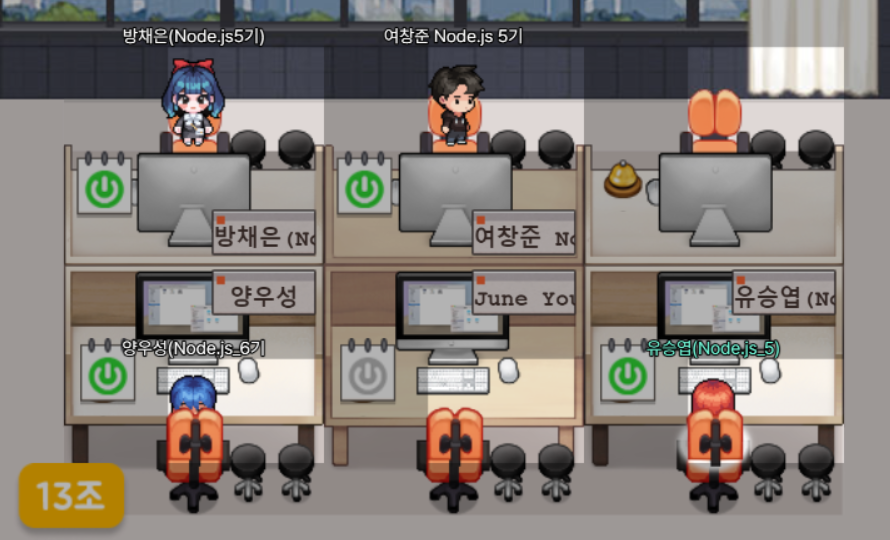 방채은(Node.js5기)
여창준 Node.js 5기
방채은(No
여창준 No
양우성
June You
유승엽(No
양우성(Node.js_6기
유승엽(Node.js_5)
13조